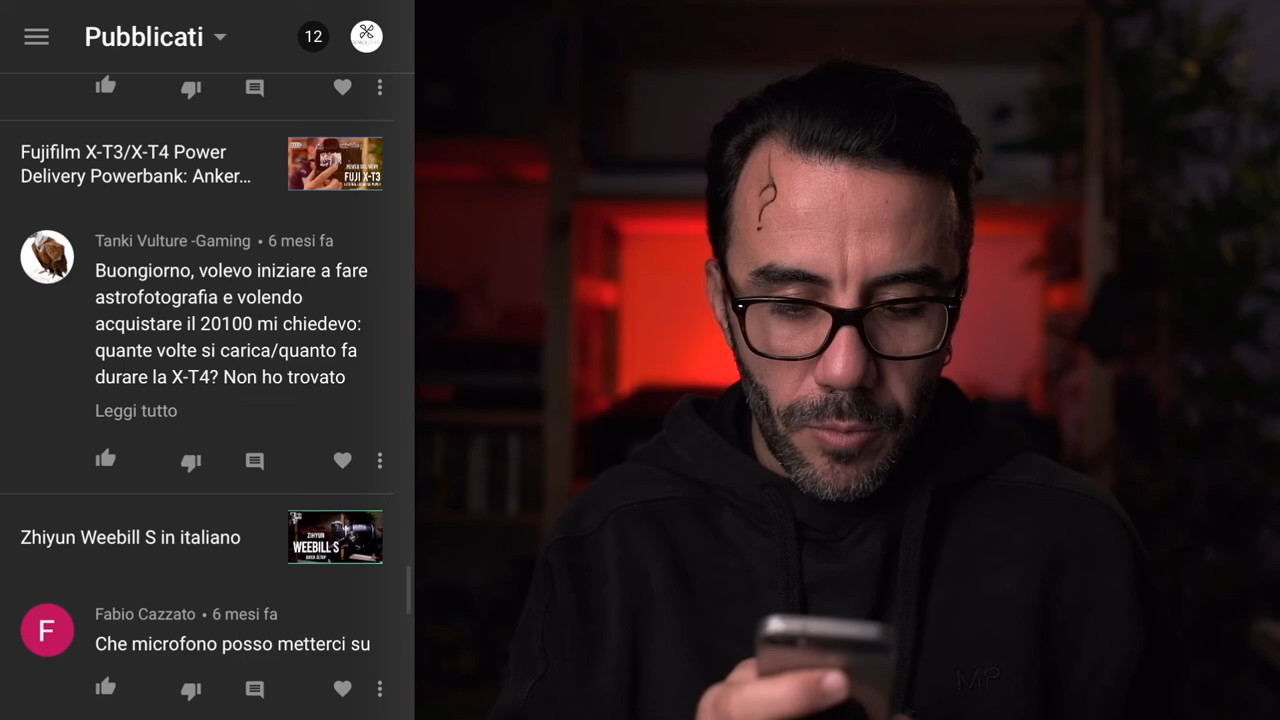 Pubblicati
12
Fujifilm X-T3/X-T4 Power
Delivery Powerbank: Anker...
POWER DELIVERY
FUJI X-T3
Tanki Vulture -Gaming • 6 mesi fa
Buongiorno, volevo iniziare a fare
astrofotografia e volendo
acquistare il 20100 mi chiedevo:
quante volte si carica/quanto fa
durare la X-T4? Non ho trovato
Leggi tutto
Zhiyun Weebill S in italiano
ZHIYUN
WEEBILL S
F
Fabio Cazzato • 6 mesi fa
Che microfono posso metterci su
?
MP